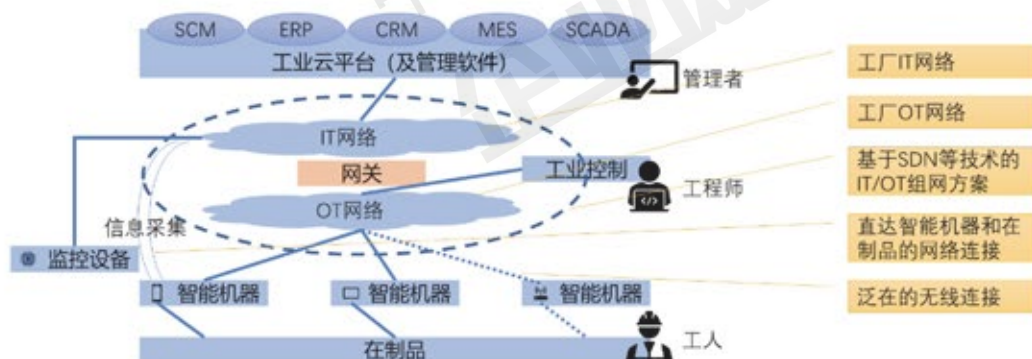 SCM ERP CRM MES SCADA
工业云平台（及管理软件）
管理者
IT网络
网关
工业控制
工程师
OT网络
信息采集
监控设备
智能机器
智能机器
智能机器
在制品
工人
工厂IT网络
工厂OT网络
基于SDN等技术的
IT/OT组网方案
直达智能机器和在
制品的网络连接
泛在的无线连接